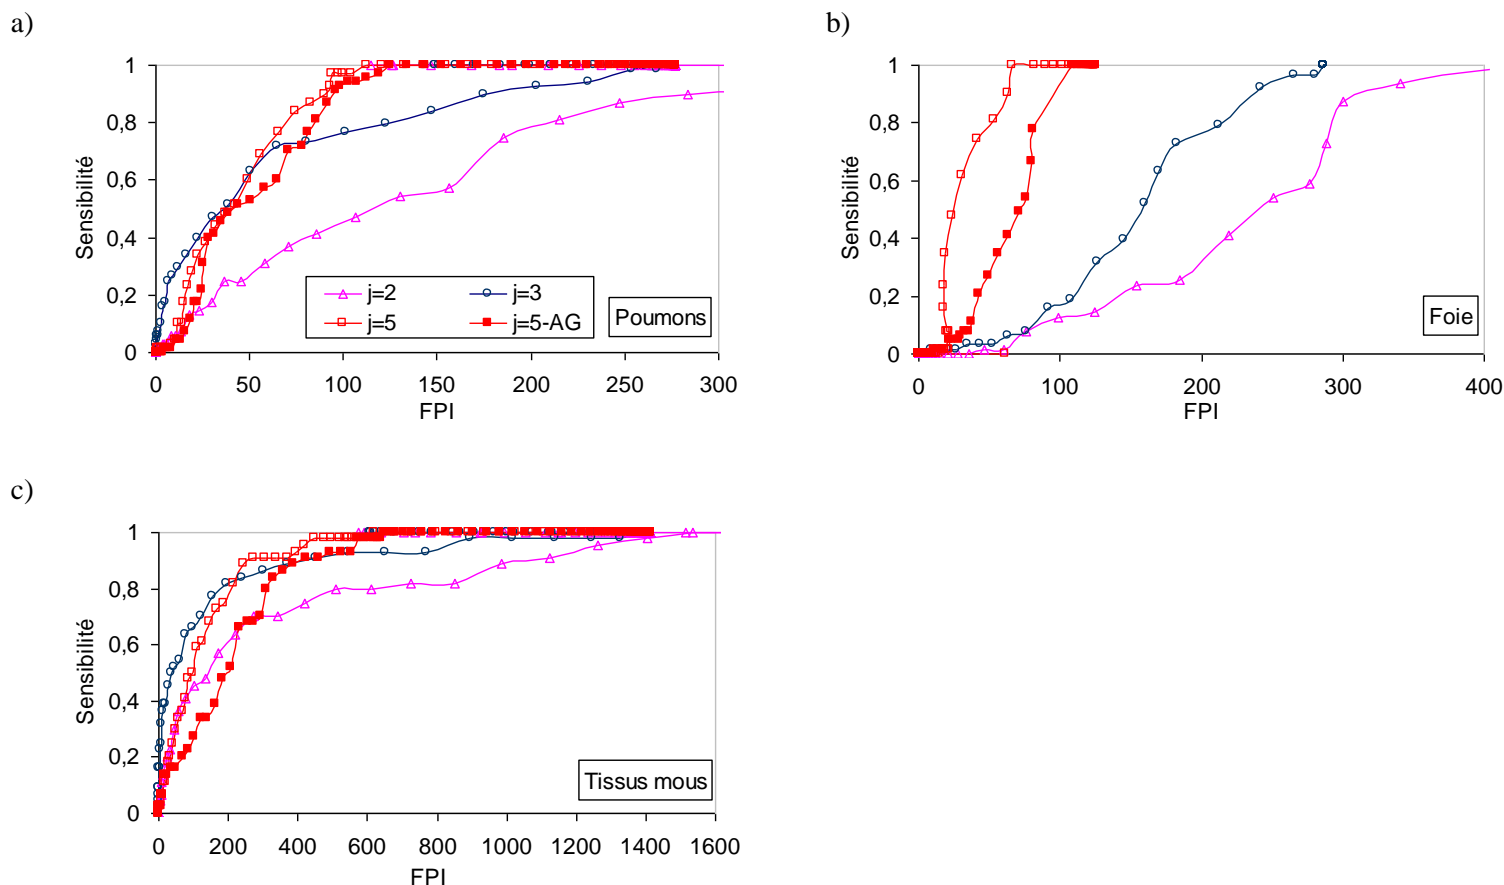 a)
Sensibilité
1
0,8
0,6
0,4
0,2
0
0 50 100 150 200 250 300
FPI
j=2 j=3
j=5 j=5-AG
Poumons
b)
Sensibilité
1
0,8
0,6
0,4
0,2
0
0 100 200 300 400
FPI
Foie
c)
Sensibilité
1
0,8
0,6
0,4
0,2
0
0 200 400 600 800 1000 1200 1400 1600
FPI
Tissus mous